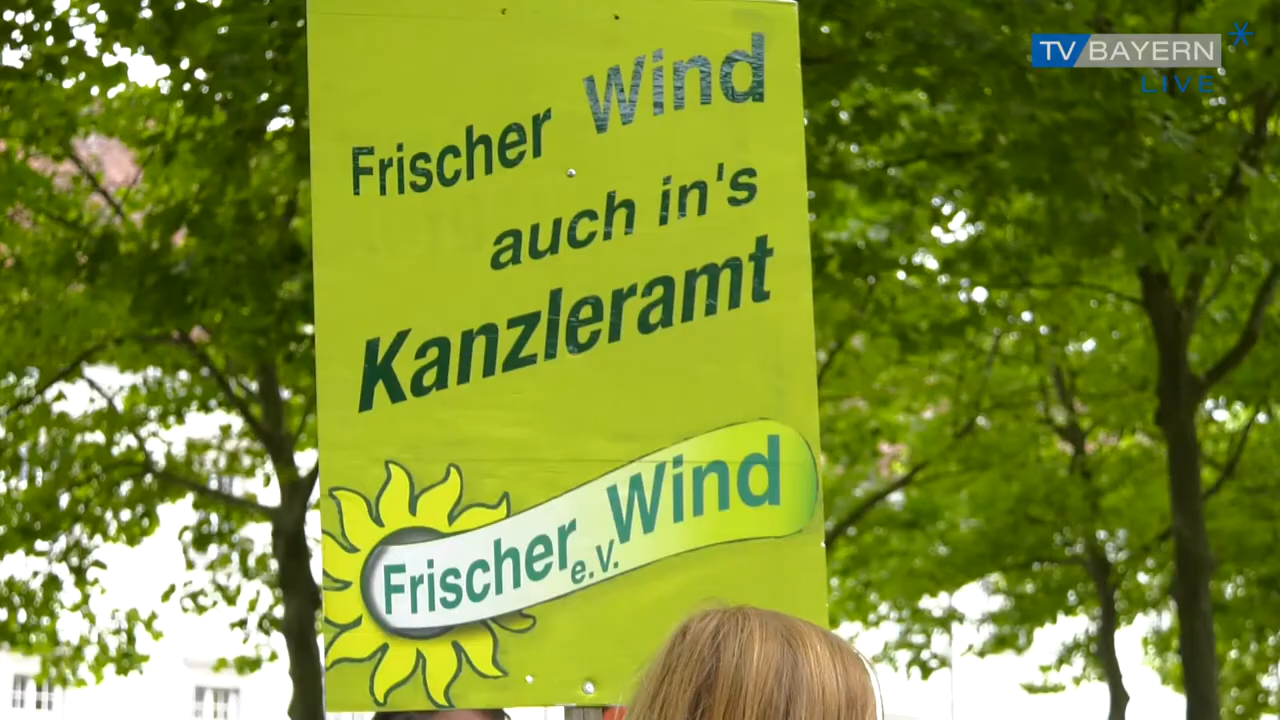 TV BAYERN
LIVE
Frischer Wind
auch in's
Kanzleramt
Frischer e.V. Wind